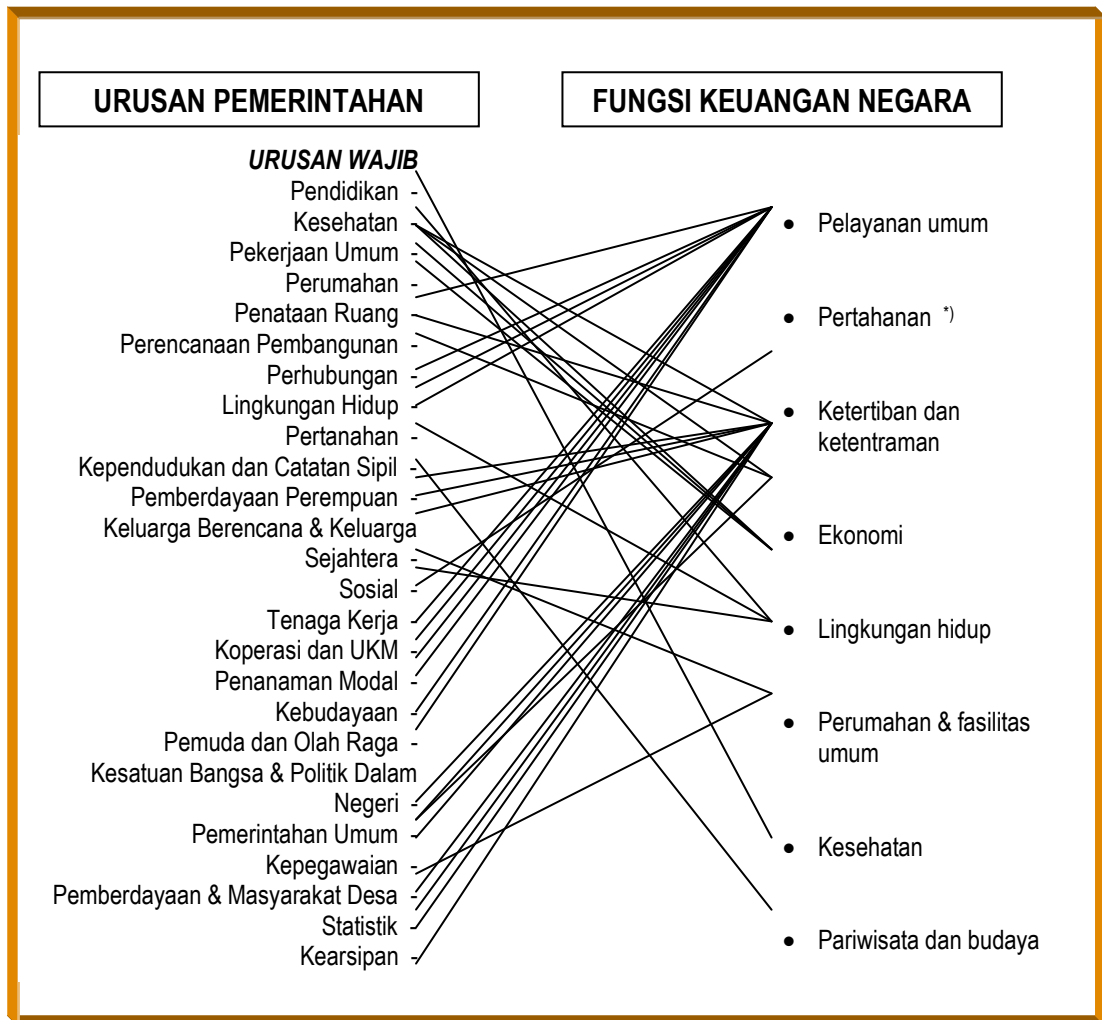 URUSAN PEMERINTAHAN
FUNGSI KEUANGAN NEGARA
URUSAN WAJIB
Pendidikan -
Kesehatan -
Pekerjaan Umum -
Perumahan -
Penataan Ruang -
Perencanaan Pembangunan -
Perhubungan -
Lingkungan Hidup -
Pertanahan -
Kependudukan dan Catatan Sipil -
Pemberdayaan Perempuan -
Keluarga Berencana & Keluarga
Sejahtera -
Sosial -
Tenaga Kerja -
Koperasi dan UKM -
Penanaman Modal -
Kebudayaan -
Pemuda dan Olah Raga -
Kesatuan Bangsa & Politik Dalam
Negeri -
Pemerintahan Umum -
Kepegawaian -
Pemberdayaan & Masyarakat Desa -
Statistik -
Kearsipan -
• Pelayanan umum
• Pertahanan *)
• Ketertiban dan
ketentraman
• Ekonomi
• Lingkungan hidup
• Perumahan & fasilitas
umum
• Kesehatan
• Pariwisata dan budaya